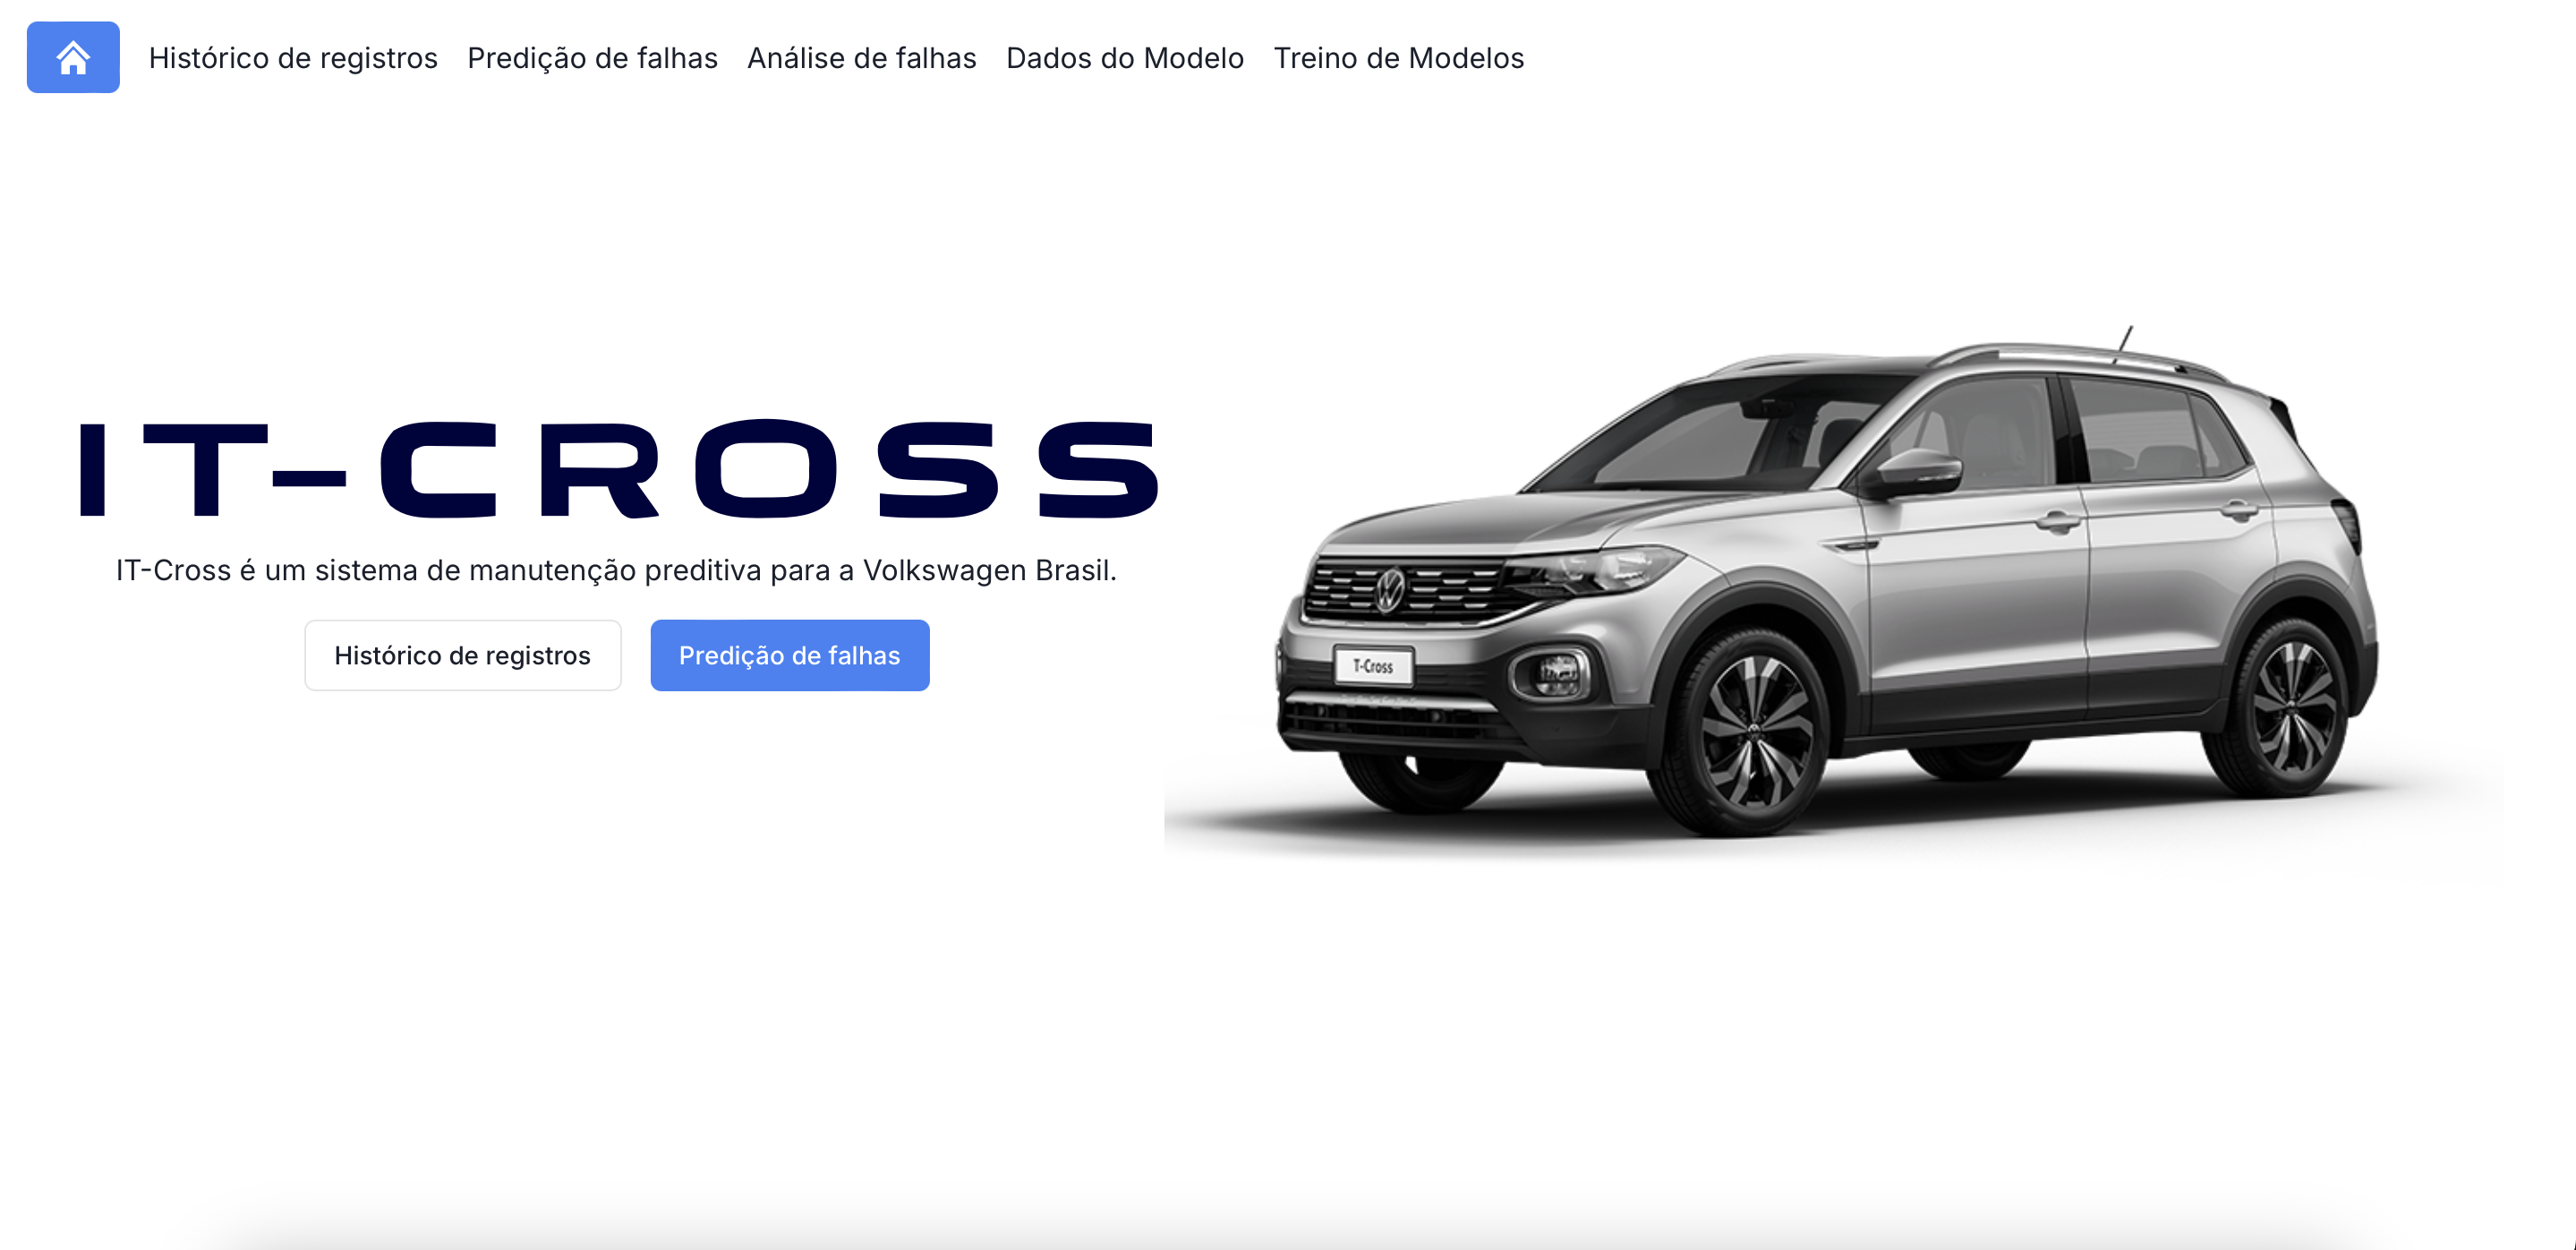 Histórico de registros Predição de falhas Análise de falhas Dados do Modelo Treino de Modelos
IT-CROSS
IT-Cross é um sistema de manutenção preditiva para a Volkswagen Brasil.
Histórico de registros Predição de falhas
T-Cross